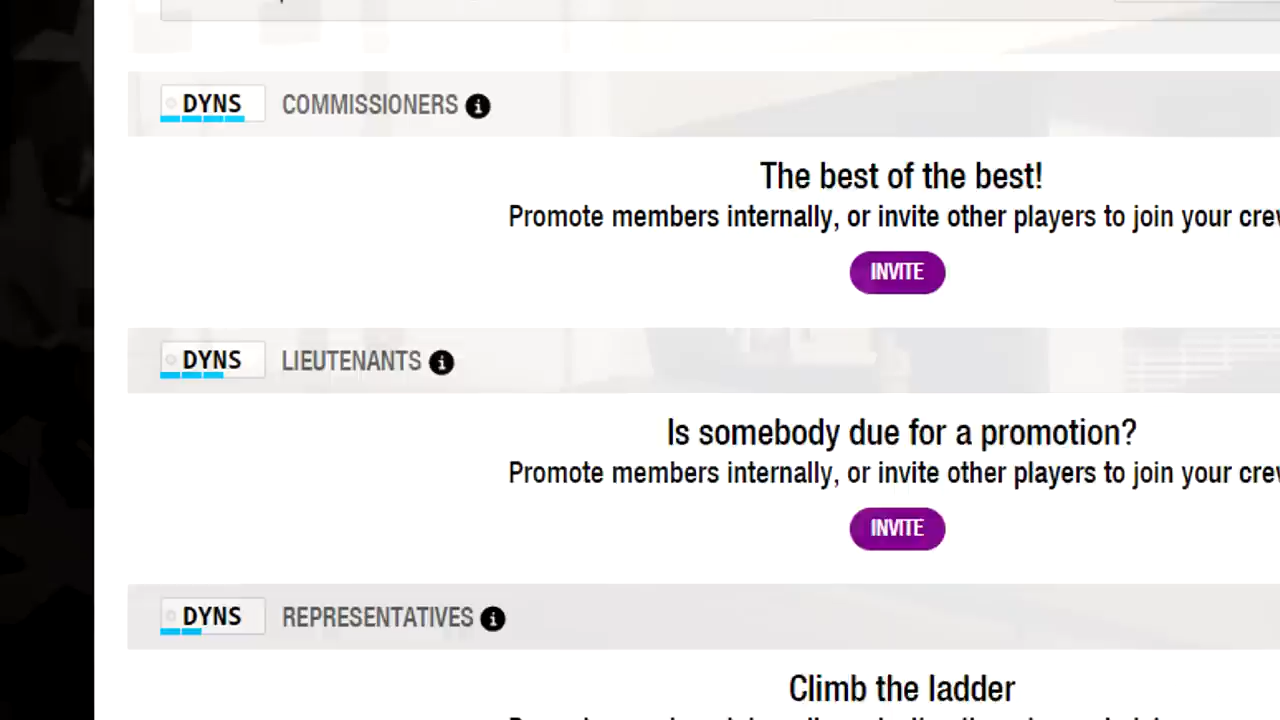 DYNS COMMISSIONERS
The best of the best!
Promote members internally, or invite other players to join your crew
INVITE
DYNS LIEUTENANTS
Is somebody due for a promotion?
Promote members internally, or invite other players to join your crew
INVITE
DYNS REPRESENTATIVES
Climb the ladder